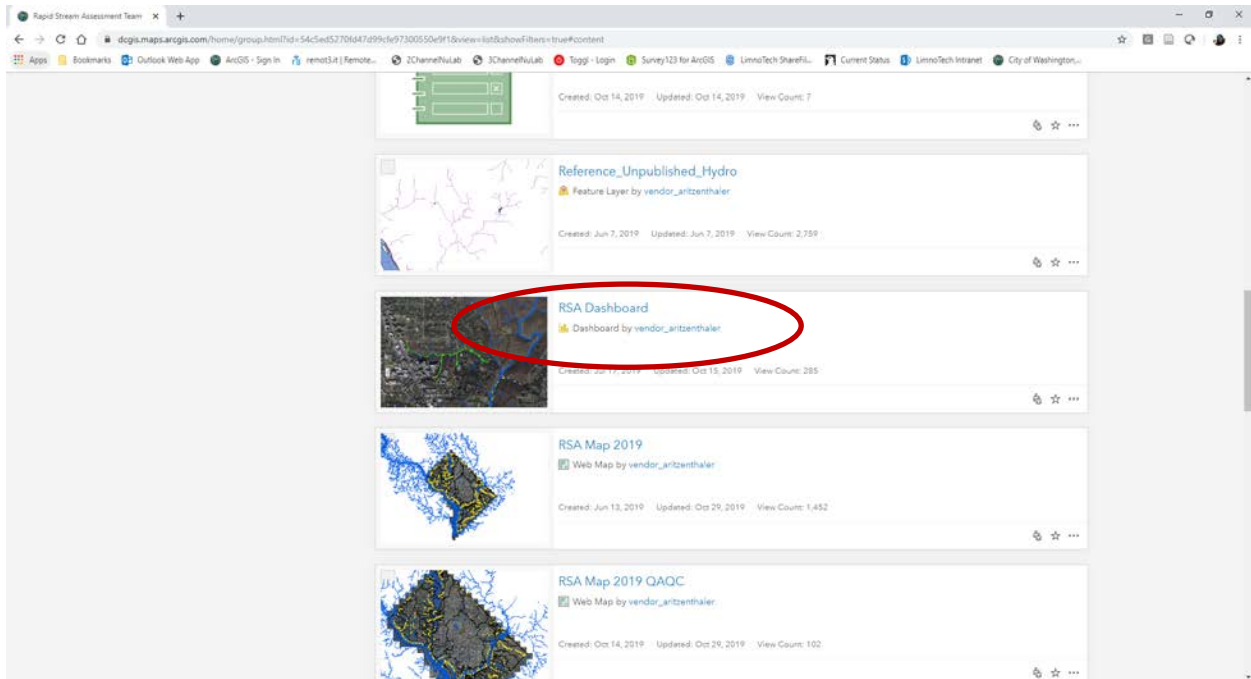 Rapid Stream Assessment Team
dcgis.maps.arcgis.com/home/group.html?id=54c5ed5270fd47d99cfe97300550e9f1&view=list&showFilters=true#content
Apps Bookmarks Outlook Web App ArcGIS - Sign In remot3.it | Remote... 2ChannelNuLab 3ChannelNuLab Toggl - Login Survey123 for ArcGIS LimnoTech ShareFil... Current Status LimnoTech Intranet City of Washington,...
Created: Oct 14, 2019 Updated: Oct 14, 2019 View Count: 7
Reference_Unpublished_Hydro
Feature Layer by vendor_aritzenthaler
Created: Jun 7, 2019 Updated: Jun 7, 2019 View Count: 2,759
RSA Dashboard
Dashboard by vendor_aritzenthaler
Created: Jul 17, 2019 Updated: Oct 15, 2019 View Count: 285
RSA Map 2019
Web Map by vendor_aritzenthaler
Created: Jun 13, 2019 Updated: Oct 29, 2019 View Count: 1,452
RSA Map 2019 QAQC
Web Map by vendor_aritzenthaler
Created: Oct 14, 2019 Updated: Oct 29, 2019 View Count: 102